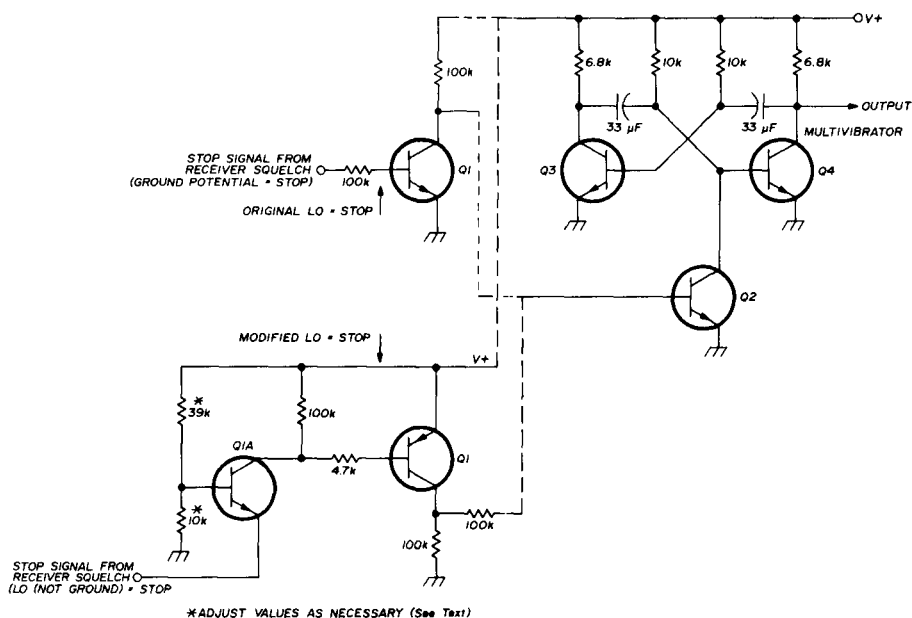 V+
100k
6.8k
10k
10k
6.8k
33 µF
33 µF
OUTPUT
MULTIVIBRATOR
STOP SIGNAL FROM
RECEIVER SQUELCH
(GROUND POTENTIAL = STOP)
100k
Q1
Q3
Q4
ORIGINAL LO = STOP
Q2
MODIFIED LO = STOP
V+
*
39k
100k
Q1A
Q1
4.7k
*
10k
100k
100k
STOP SIGNAL FROM
RECEIVER SQUELCH
(LO (NOT GROUND) = STOP
*ADJUST VALUES AS NECESSARY (See Text)